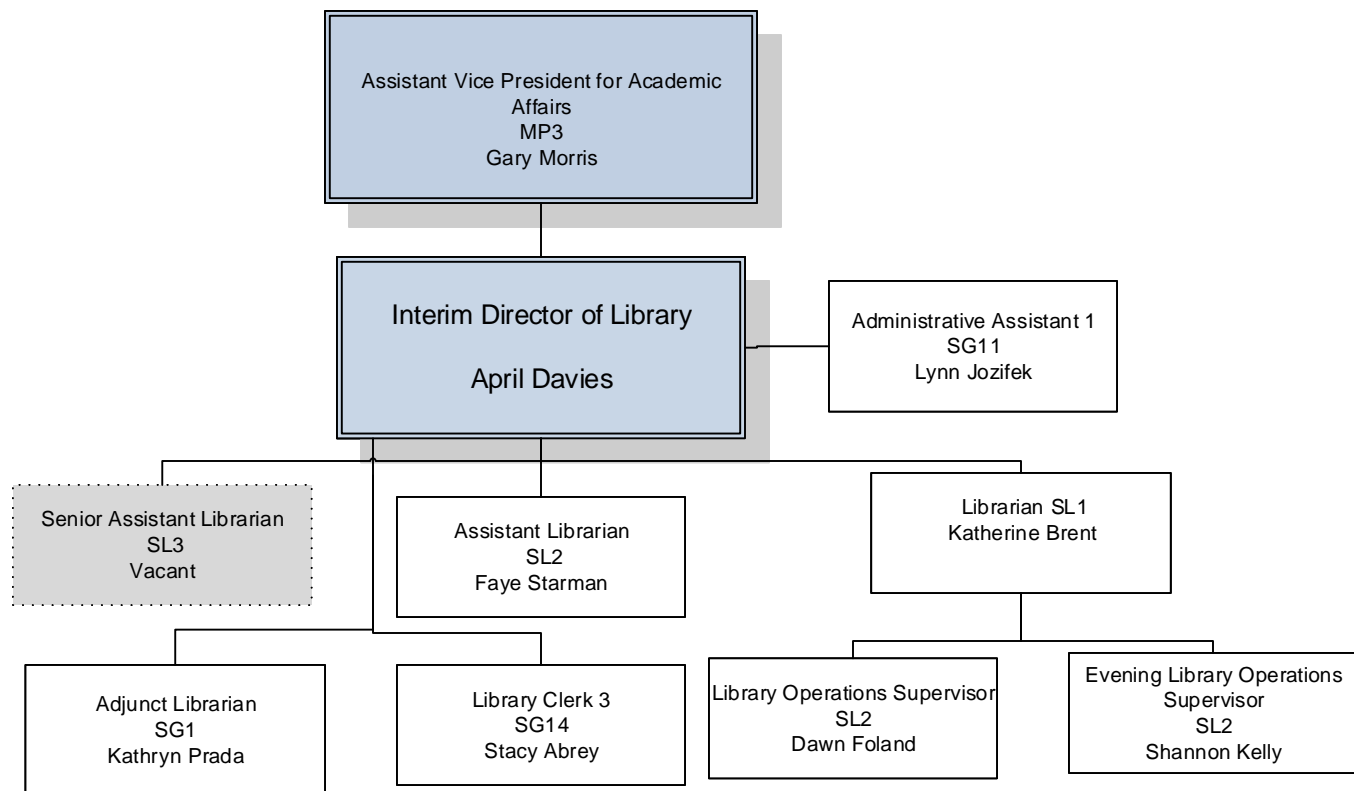 Assistant Vice President for Academic
Affairs
MP3
Gary Morris
Interim Director of Library
April Davies
Administrative Assistant 1
SG11
Lynn Jozifek
Senior Assistant Librarian
SL3
Vacant
Assistant Librarian
SL2
Faye Starman
Librarian SL1
Katherine Brent
Adjunct Librarian
SG1
Kathryn Prada
Library Clerk 3
SG14
Stacy Abrey
Library Operations Supervisor
SL2
Dawn Foland
Evening Library Operations
Supervisor
SL2
Shannon Kelly